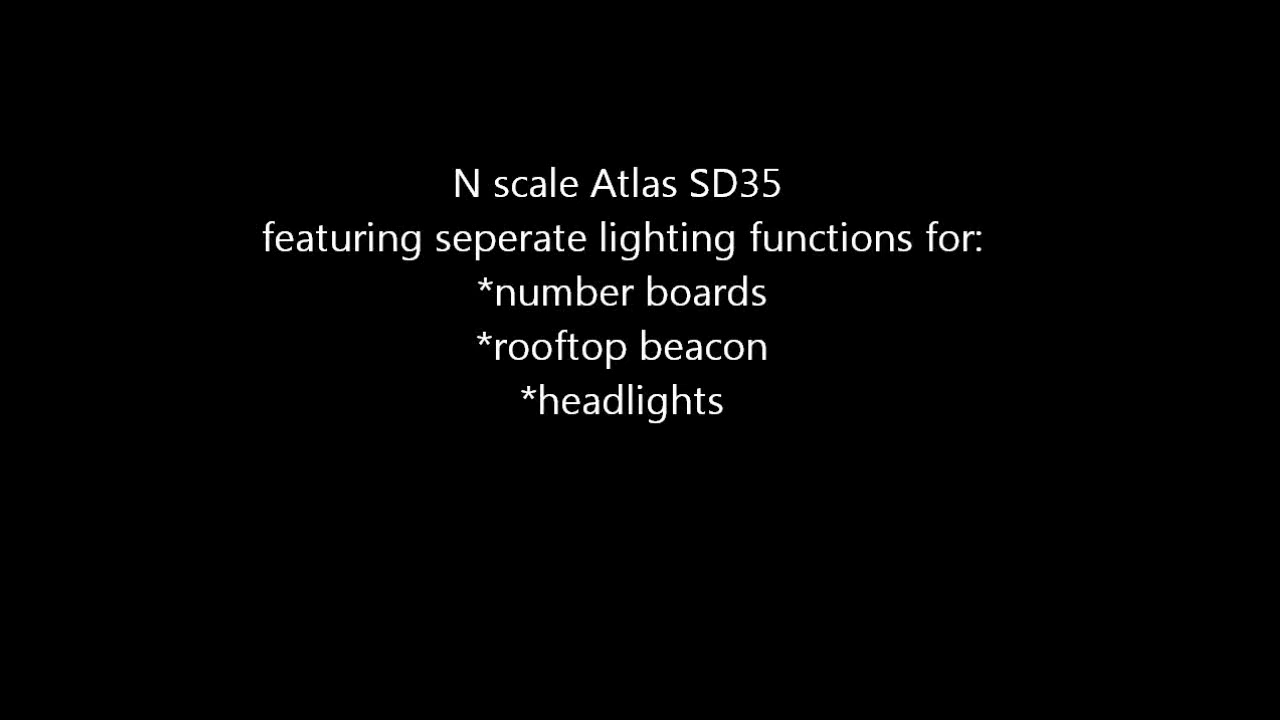 N scale Atlas SD35
featuring seperate lighting functions for:
*number boards
*rooftop beacon
*headlights